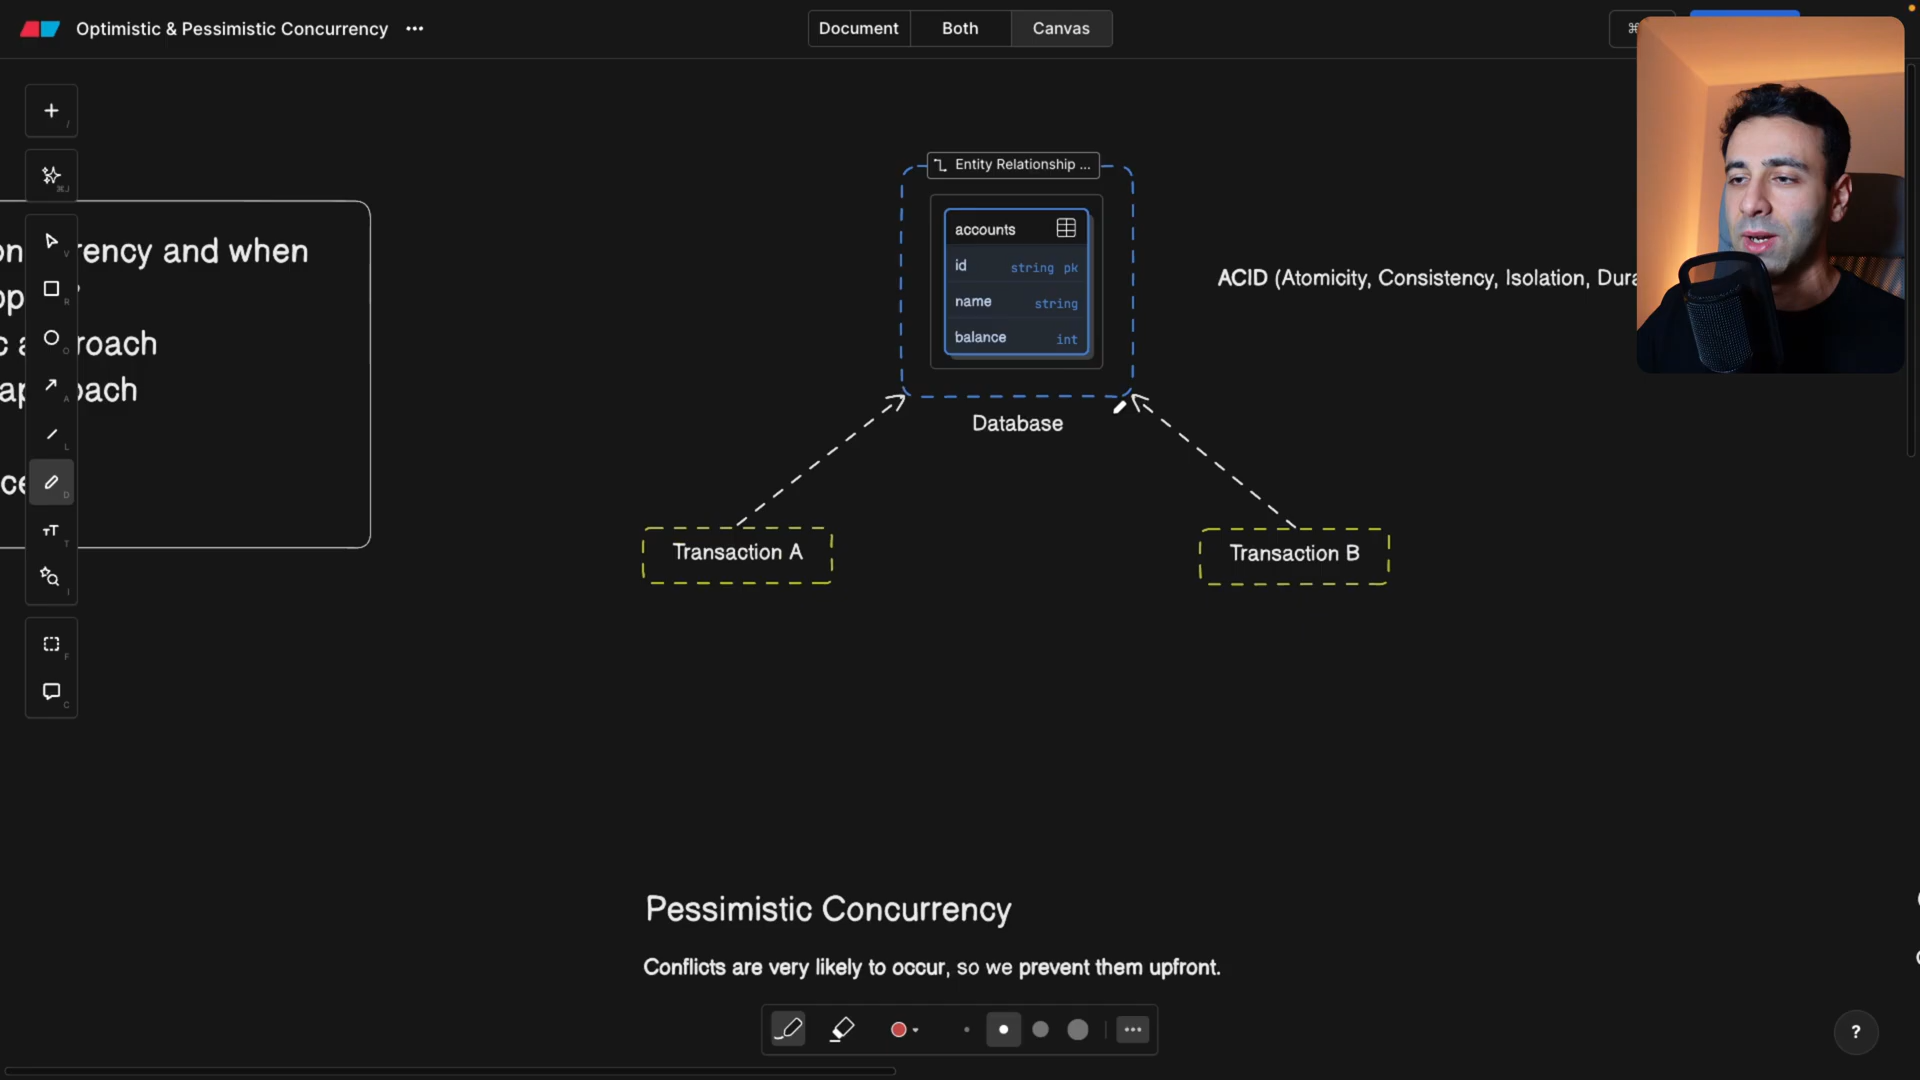 Optimistic & Pessimistic Concurrency ...
Document
Both
Canvas
Entity Relationship ...
accounts
id string pk
name string
balance int
Database
ACID (Atomicity, Consistency, Isolation, Dura
rency and when
roach
Transaction A
Transaction B
Pessimistic Concurrency
Conflicts are very likely to occur, so we prevent them upfront.
?